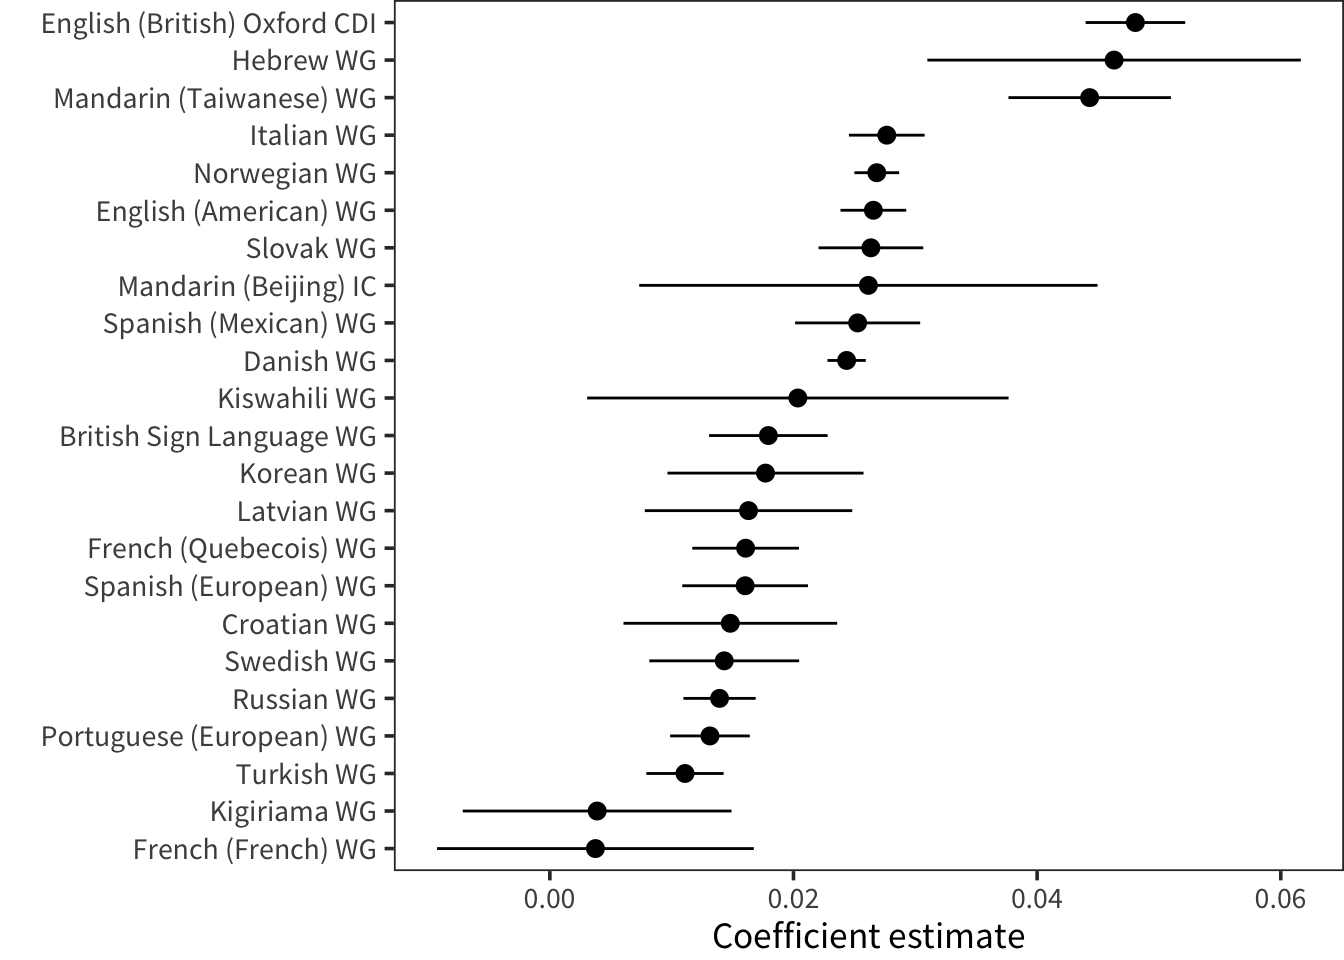 English (British) Oxford CDI
Hebrew WG
Mandarin (Taiwanese) WG
Italian WG
Norwegian WG
English (American) WG
Slovak WG
Mandarin (Beijing) IC
Spanish (Mexican) WG
Danish WG
Kiswahili WG
British Sign Language WG
Korean WG
Latvian WG
French (Quebecois) WG
Spanish (European) WG
Croatian WG
Swedish WG
Russian WG
Portuguese (European) WG
Turkish WG
Kigiriama WG
French (French) WG
0.00 0.02 0.04 0.06
Coefficient estimate